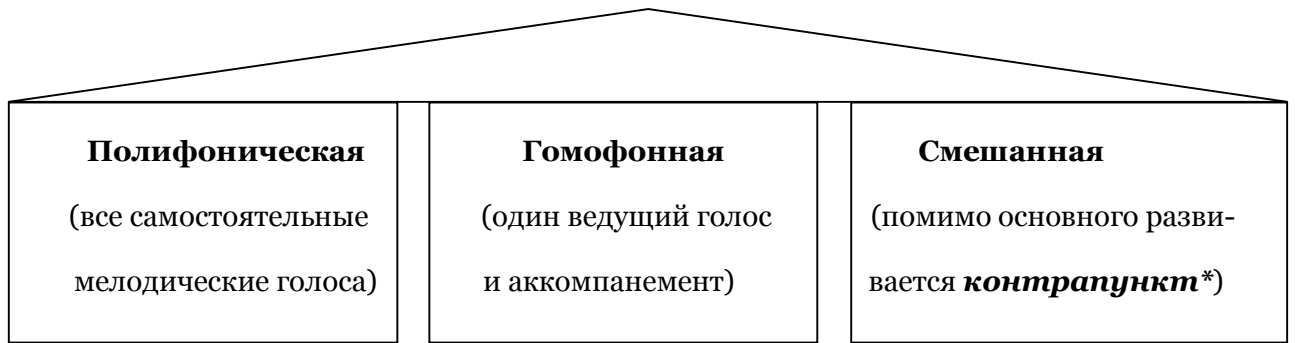 Полифоническая
(все самостоятельные
мелодические голоса)
Гомофонная
(один ведущий голос
и аккомпанемент)
Смешанная
(помимо основного разви-
вается контрапункт*)